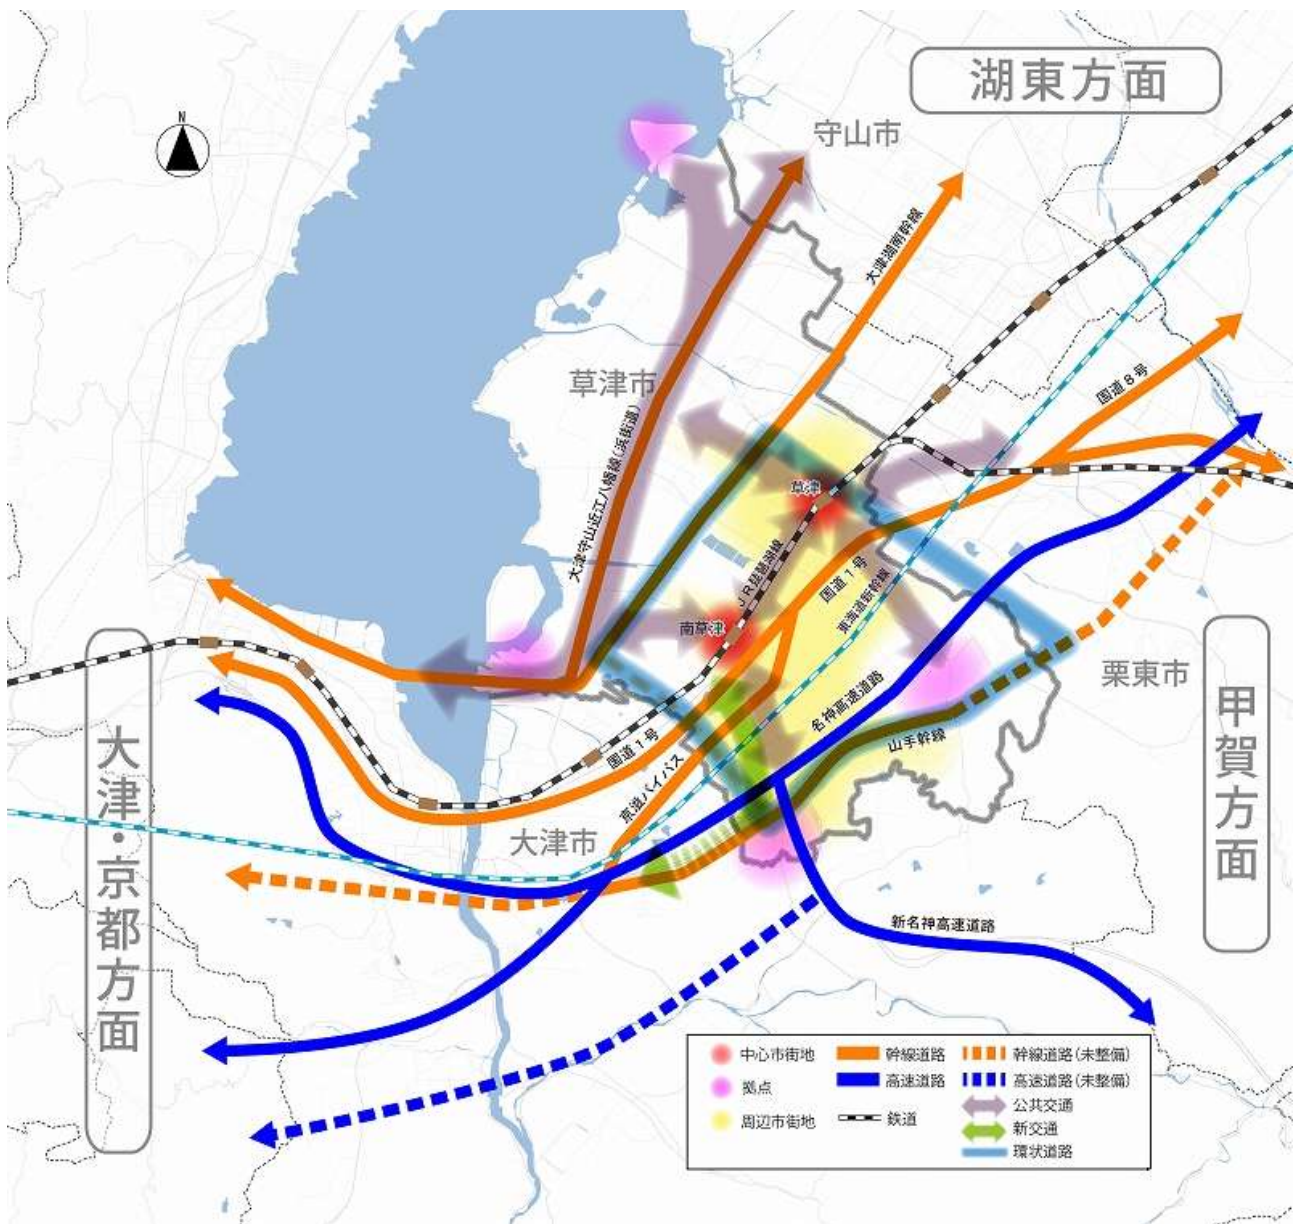 湖東方面
N
守山市
大津湖南幹線
草津市
国道8号
大津守山近江八幡線(浜街道)
草津
JR琵琶湖線
国道1号
東海道新幹線
南草津
栗東市
名神高速道路
山手幹線
国道1号
京滋バイパス
大津市
大津・京都方面
甲賀方面
新名神高速道路
中心市街地
幹線道路
幹線道路(未整備)
拠点
高速道路
高速道路(未整備)
公共交通
周辺市街地
鉄道
新交通
環状道路